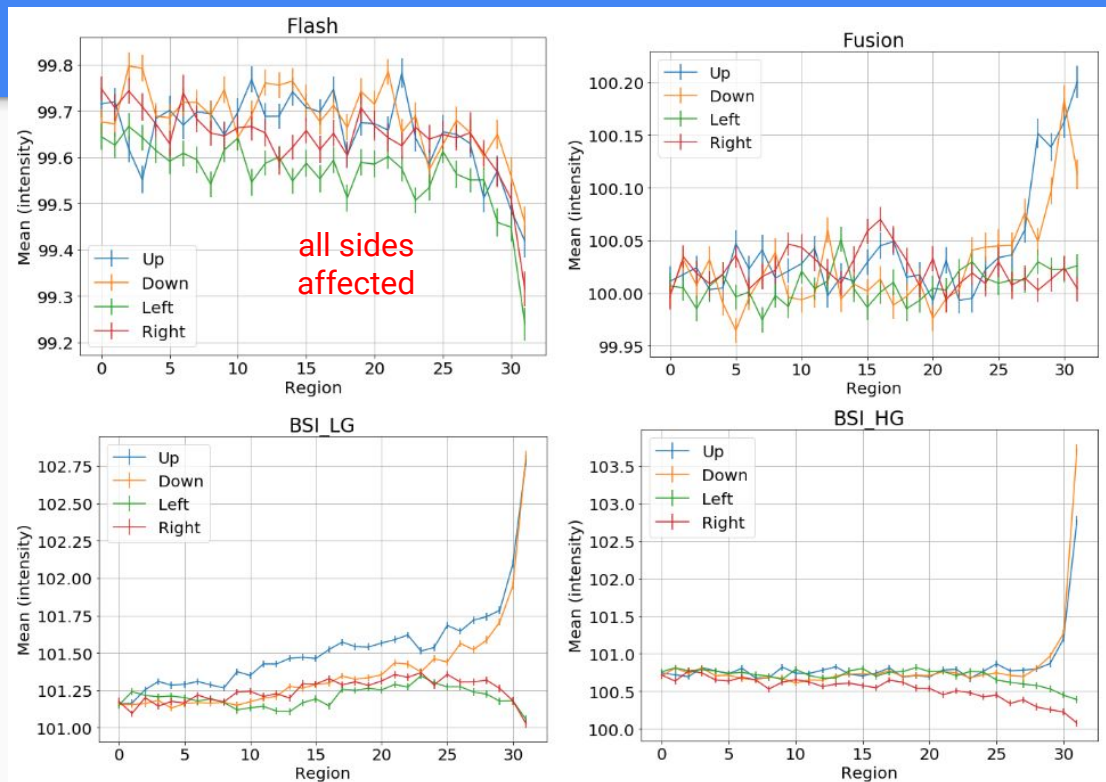 Flash
Mean (intensity)
99.8
99.7
99.6
99.5
99.4
99.3
99.2
Up
Down
Left
Right
all sides
affected
0 5 10 15 20 25 30
Region
Fusion
Mean (intensity)
100.20
100.15
100.10
100.05
100.00
99.95
Up
Down
Left
Right
0 5 10 15 20 25 30
Region
BSI_LG
Mean (intensity)
102.75
102.50
102.25
102.00
101.75
101.50
101.25
101.00
Up
Down
Left
Right
0 5 10 15 20 25 30
Region
BSI_HG
Mean (intensity)
103.5
103.0
102.5
102.0
101.5
101.0
100.5
100.0
Up
Down
Left
Right
0 5 10 15 20 25 30
Region